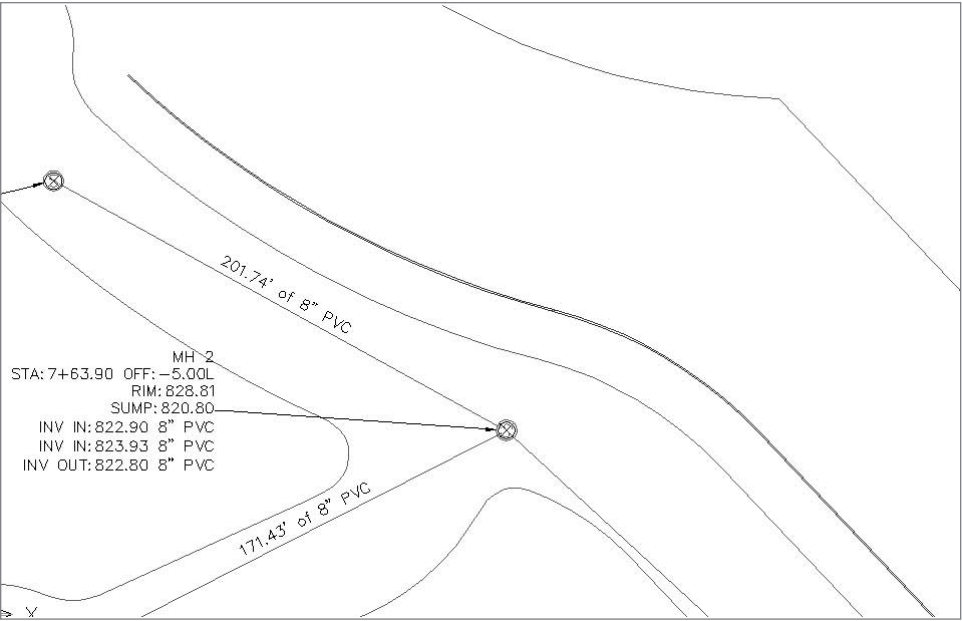 201.74' of 8" PVC
MH 2
STA: 7+63.90 OFF: -5.00L
RIM: 828.81
SUMP: 820.80
INV IN: 822.90 8" PVC
INV IN: 823.93 8" PVC
INV OUT: 822.80 8" PVC
171.43' of 8" PVC
X